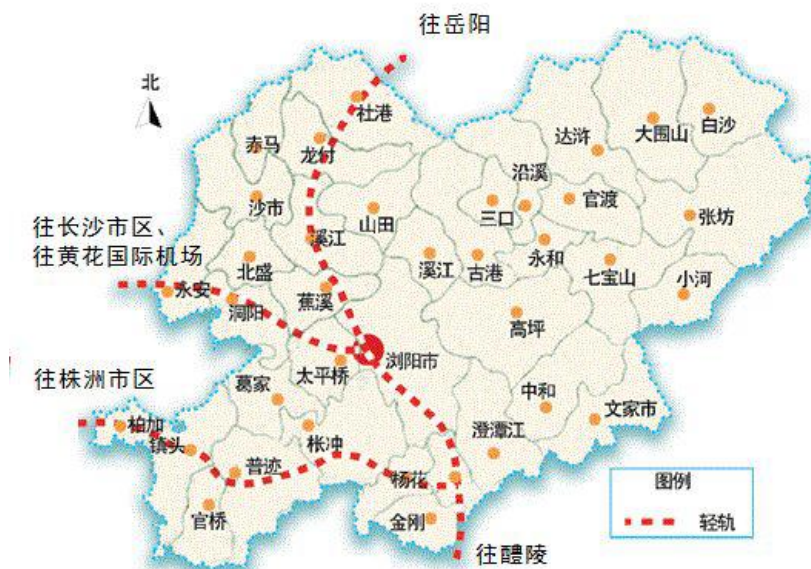 往岳阳
北
社港
赤马
龙付
达浒
大围山
白沙
沿溪
沙市
山田
三口
官渡
张坊
往长沙市区、
往黄花国际机场
溪江
溪江
古港
永和
七宝山
小河
北盛
永安
洞阳
蕉溪
高坪
浏阳市
太平桥
往株洲市区
葛家
中和
文家市
柏加
镇头
枨冲
澄潭江
普迹
杨花
官桥
金刚
图例
轻轨
往醴陵